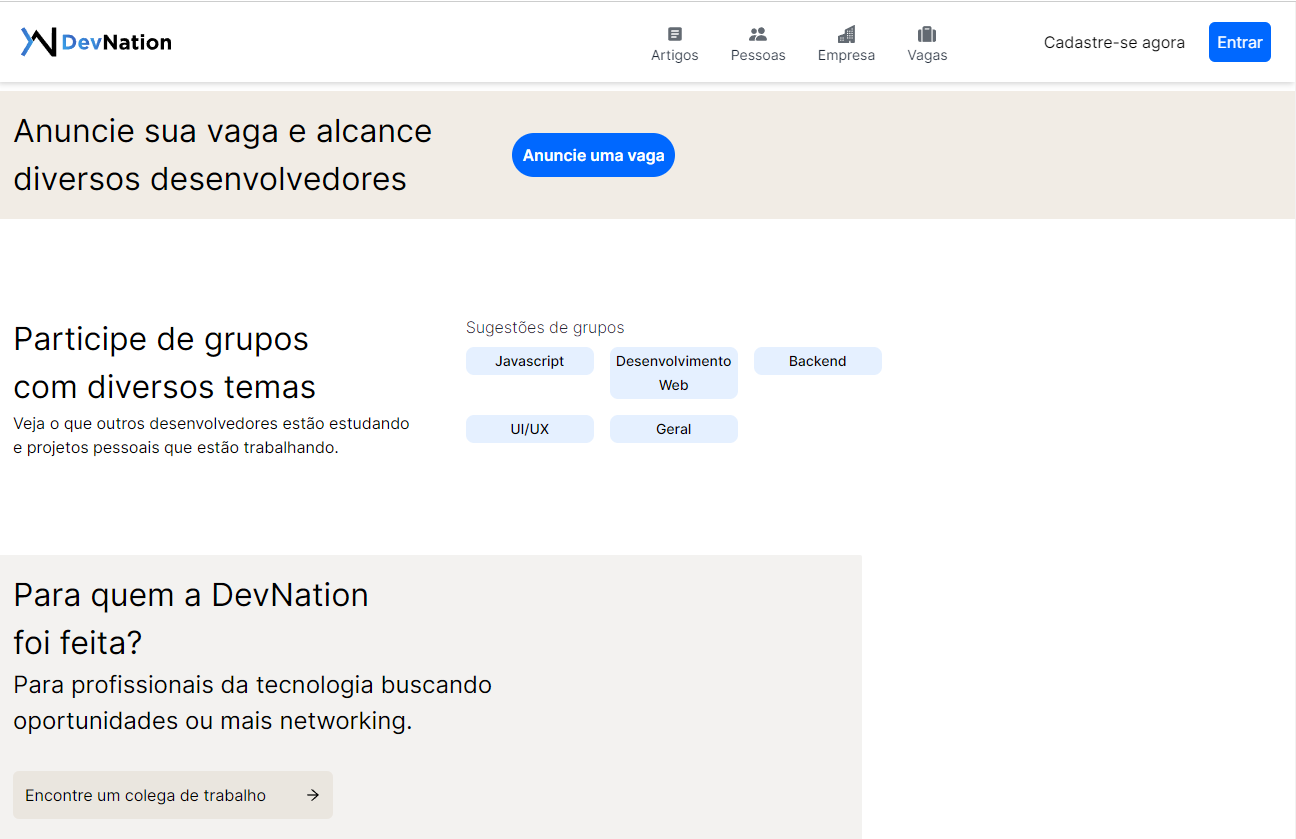 DevNation
Artigos
Pessoas
Empresa
Vagas
Cadastre-se agora
Entrar
Anuncie sua vaga e alcance
diversos desenvolvedores
Anuncie uma vaga
Participe de grupos
com diversos temas
Veja o que outros desenvolvedores estão estudando
e projetos pessoais que estão trabalhando.
Sugestões de grupos
Javascript
Desenvolvimento
Web
Backend
UI/UX
Geral
Para quem a DevNation
foi feita?
Para profissionais da tecnologia buscando
oportunidades ou mais networking.
Encontre um colega de trabalho